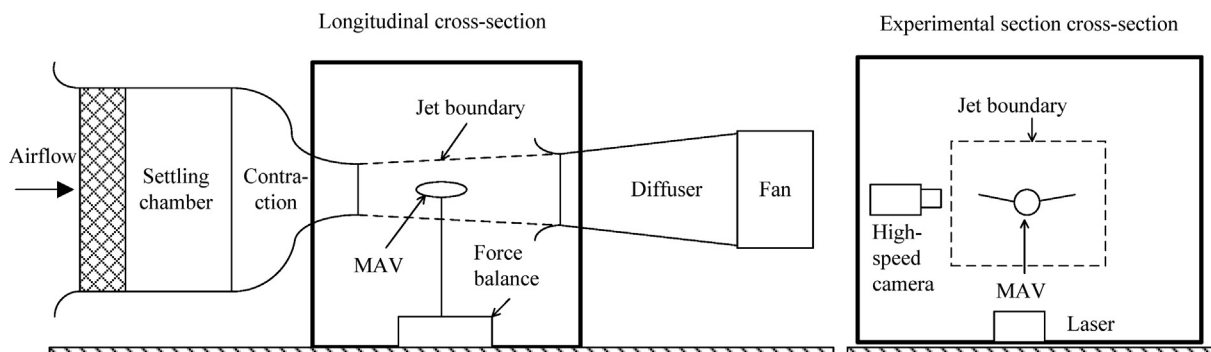 Longitudinal cross-section
Jet boundary
Airflow
Settling
chamber
Contra-
ction
MAV
Force
balance
Diffuser
Fan
Experimental section cross-section
Jet boundary
High-
speed
camera
MAV
Laser